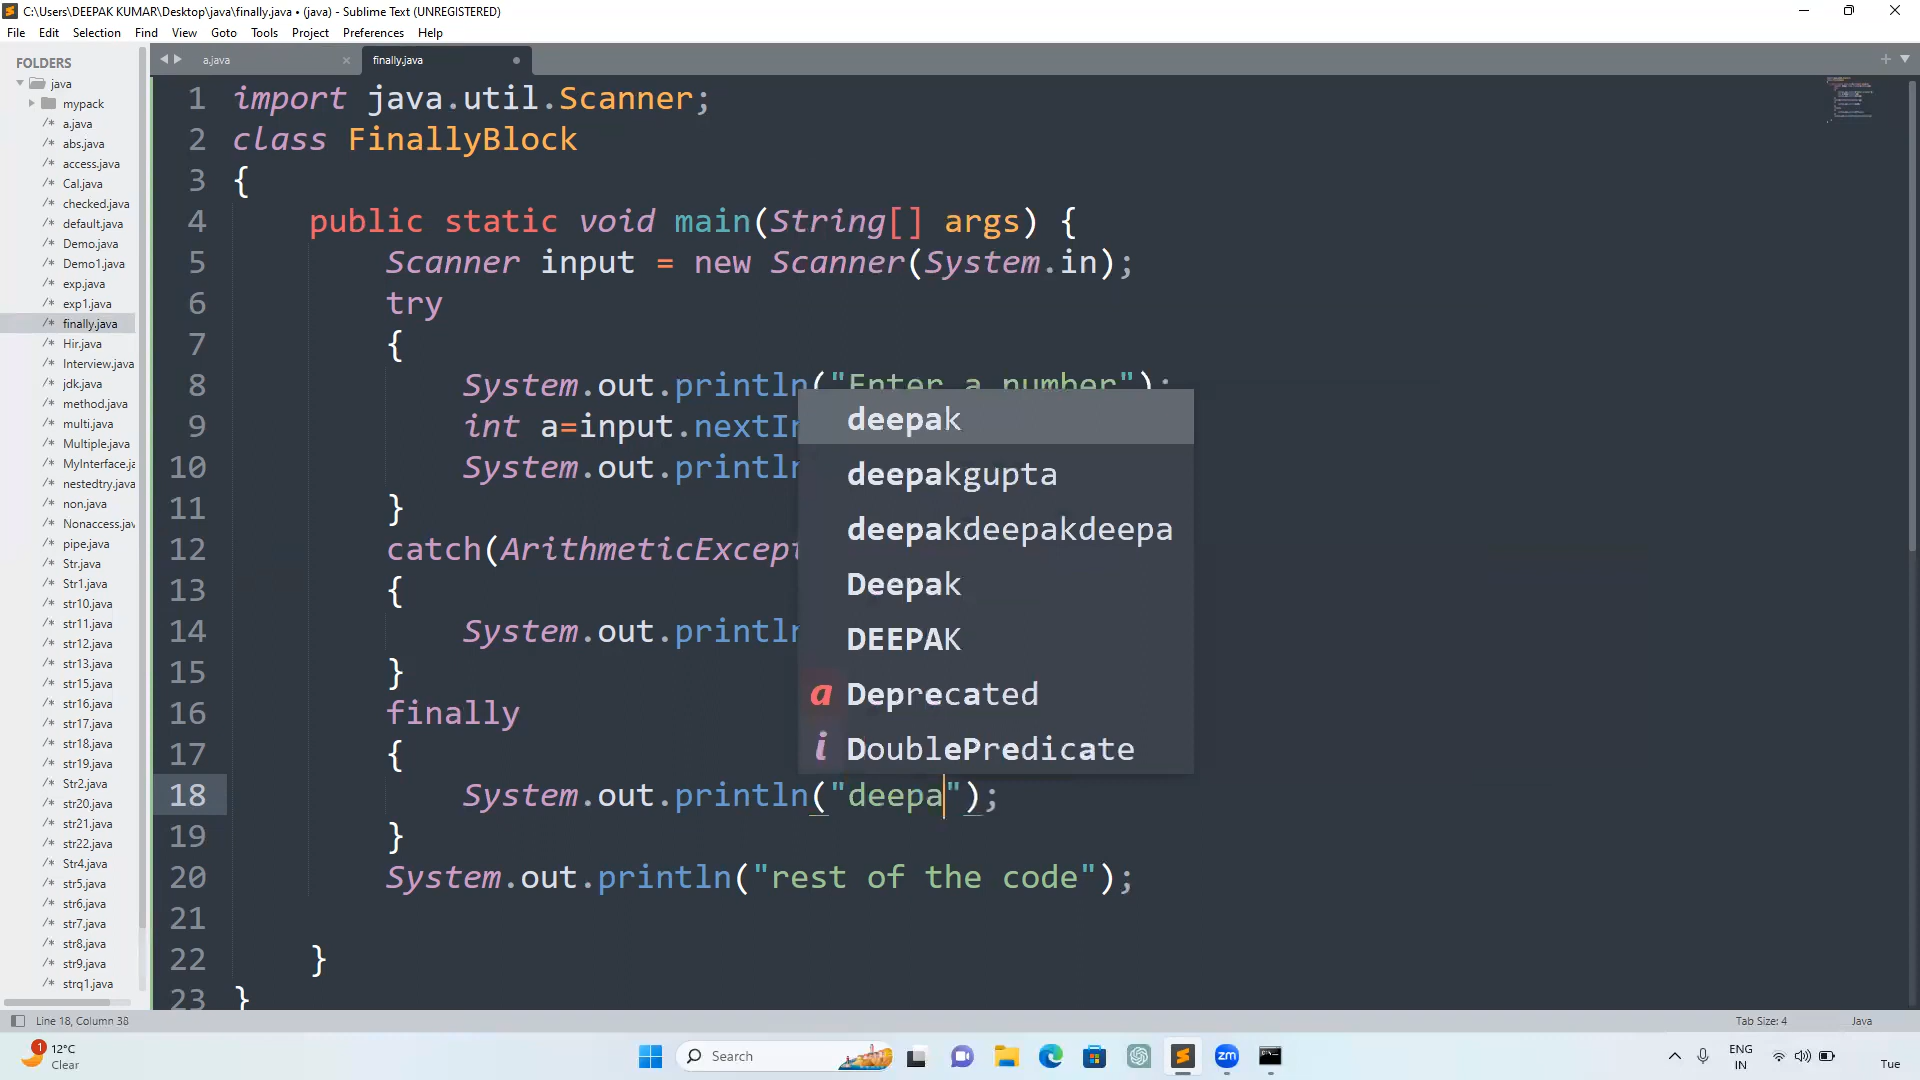 C:\Users\DEEPAK KUMAR\Desktop\java\finally.java • (java) - Sublime Text (UNREGISTERED)
File Edit Selection Find View Goto Tools Project Preferences Help
FOLDERS
java
mypack
/* a.java
/* abs.java
/* access.java
/* Cal.java
/* checked.java
/* default.java
/* Demo.java
/* Demo1.java
/* exp.java
/* exp1.java
/* finally.java
/* Hir.java
/* Interview.java
/* jdk.java
/* method.java
/* multi.java
/* Multiple.java
/* MyInterface.ja
/* nestedtry.java
/* non.java
/* Nonaccess.jav
/* pipe.java
/* Str.java
/* Str1.java
/* str10.java
/* str11.java
/* str12.java
/* str13.java
/* str15.java
/* str16.java
/* str17.java
/* str18.java
/* str19.java
/* Str2.java
/* str20.java
/* str21.java
/* str22.java
/* Str4.java
/* str5.java
/* str6.java
/* str7.java
/* str8.java
/* str9.java
/* strq1.java
a.java
finally.java
1 import java.util.Scanner;
2 class FinallyBlock
3 {
4 public static void main(String[] args) {
5 Scanner input = new Scanner(System.in);
6 try
7 {
8 System.out.println("Enter a number");
9 int a=input.nextIn
10 System.out.println
11 }
12 catch(ArithmeticExcept
13 {
14 System.out.println
15 }
16 finally
17 {
18 System.out.println("deepa");
19 }
20 System.out.println("rest of the code");
21
22 }
23 }
deepak
deepakgupta
deepakdeepakdeepa
Deepak
DEEPAK
a Deprecated
i DoublePredicate
Line 18, Column 38
Tab Size: 4
Java
1
12°C
Clear
Search
zm
ENG
IN
Tue